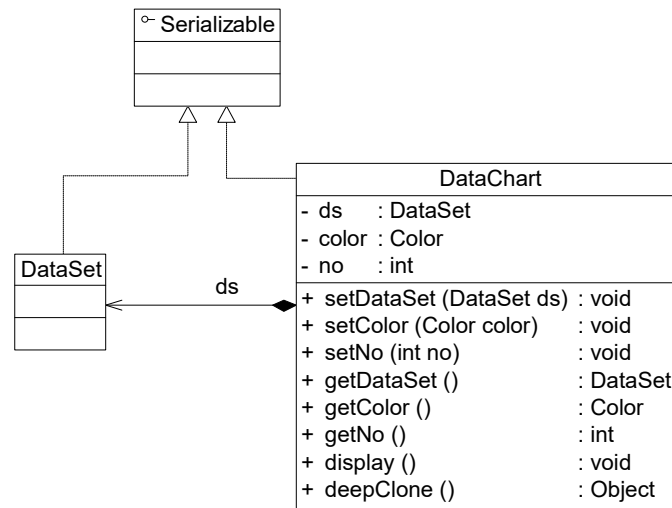 Serializable
DataChart
- ds : DataSet
- color : Color
- no : int
DataSet
ds
+ setDataSet (DataSet ds) : void
+ setColor (Color color) : void
+ setNo (int no) : void
+ getDataSet () : DataSet
+ getColor () : Color
+ getNo () : int
+ display () : void
+ deepClone () : Object